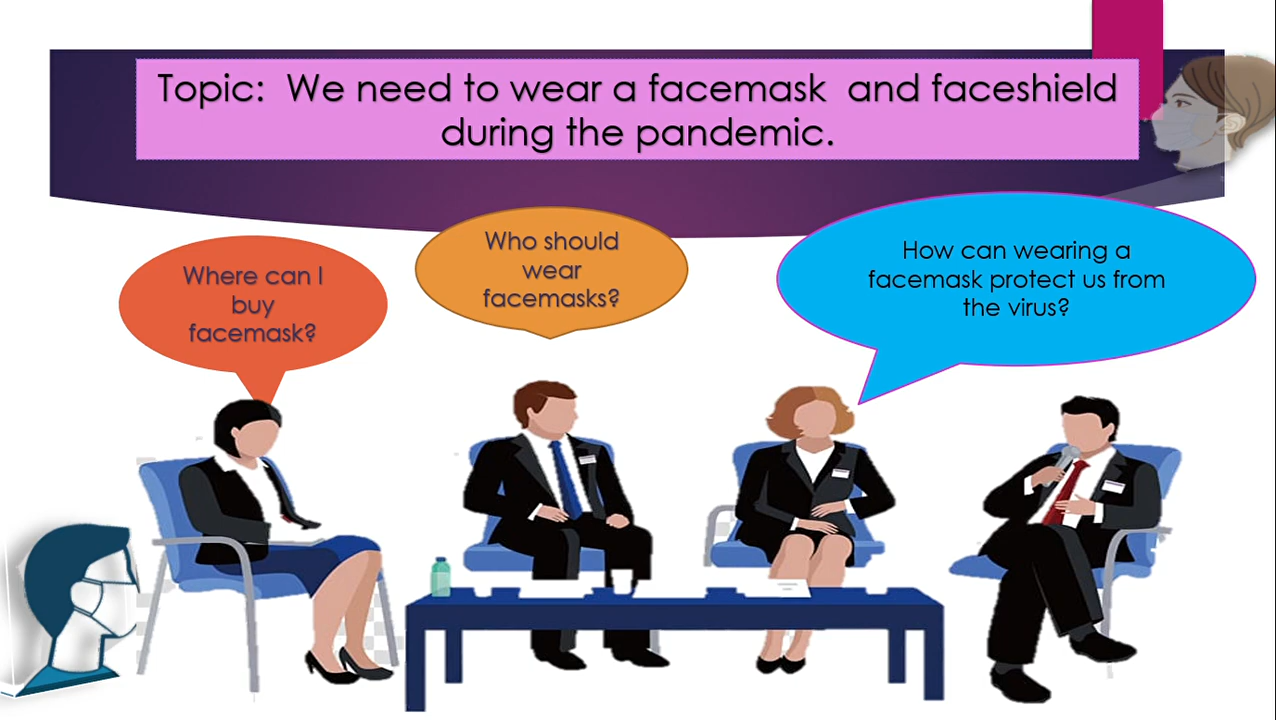 Topic:  We need to wear a facemask  and faceshield
during the pandemic.
Where can I
buy
facemask?
Who should
wear
facemasks?
How can wearing a
facemask protect us from
the virus?